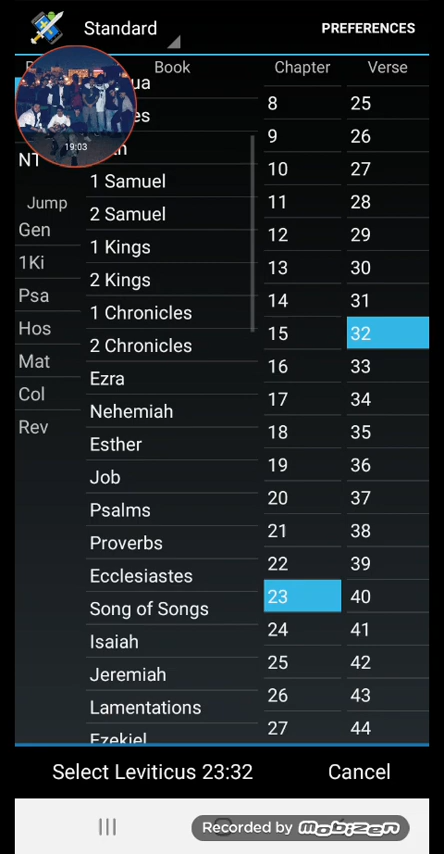 Standard
PREFERENCES
Book
Chapter
Verse
NT
Jump
Gen
1Ki
Psa
Hos
Mat
Col
Rev
19:03
1 Samuel
2 Samuel
1 Kings
2 Kings
1 Chronicles
2 Chronicles
Ezra
Nehemiah
Esther
Job
Psalms
Proverbs
Ecclesiastes
Song of Songs
Isaiah
Jeremiah
Lamentations
Ezekiel
8
9
10
11
12
13
14
15
16
17
18
19
20
21
22
23
24
25
26
27
25
26
27
28
29
30
31
32
33
34
35
36
37
38
39
40
41
42
43
44
Select Leviticus 23:32
Cancel
Recorded by mobizen